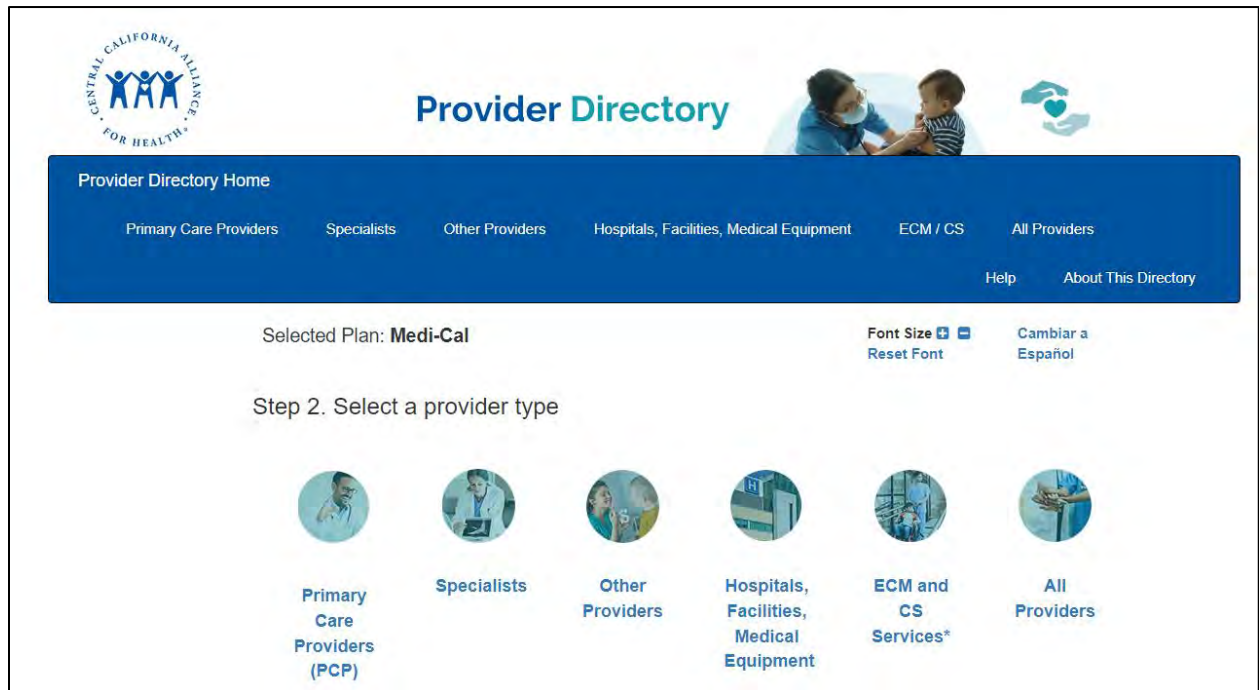 CENTRAL CALIFORNIA ALLIANCE
FOR HEALTH®
Provider Directory
Provider Directory Home
Primary Care Providers Specialists Other Providers Hospitals, Facilities, Medical Equipment ECM / CS All Providers
Help About This Directory
Selected Plan: Medi-Cal
Font Size
Reset Font
Cambiar a
Español
Step 2. Select a provider type
H
S
Primary
Care
Providers
(PCP)
Specialists
Other
Providers
Hospitals,
Facilities,
Medical
Equipment
ECM and
CS
Services*
All
Providers